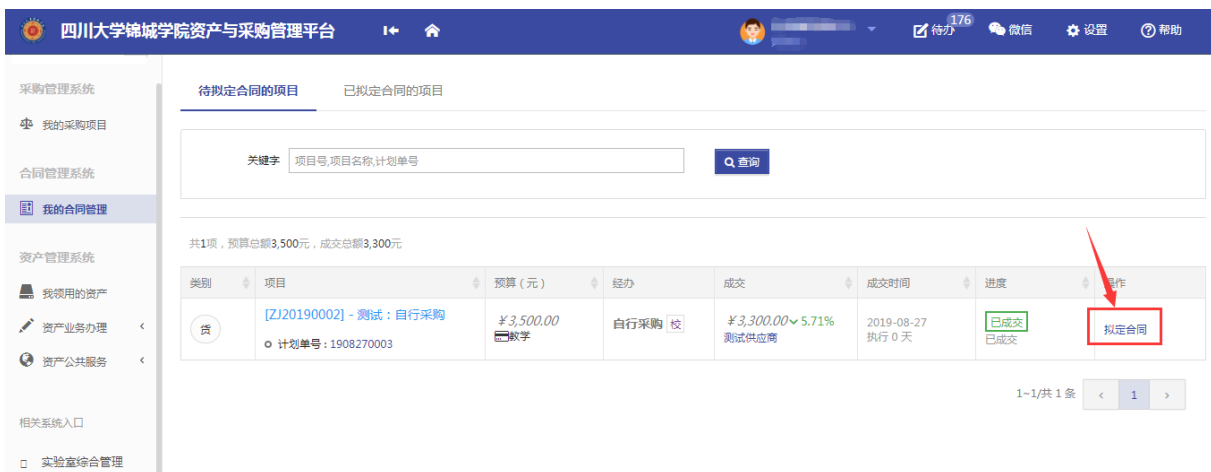 四川大学锦城学院资产与采购管理平台
待办 176 微信 设置 帮助
采购管理系统
我的采购项目
合同管理系统
我的合同管理
资产管理系统
我领用的资产
资产业务办理
资产公共服务
相关系统入口
实验室综合管理
待拟定合同的项目 已拟定合同的项目
关键字 项目号,项目名称,计划单号 查询
共1项，预算总额3,500元，成交总额3,300元
类别 项目 预算（元） 经办 成交 成交时间 进度 操作
货 [ZJ20190002] - 测试：自行采购 ¥3,500.00 自行采购 校 ¥3,300.00 5.71% 2019-08-27 已成交 拟定合同
计划单号：1908270003 教学 测试供应商 执行 0 天 已成交
1~1/共 1 条 ‹ 1 ›